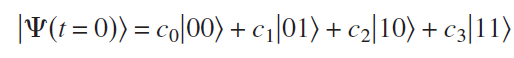 |Ψ(t = 0)⟩ = c₀|00⟩ + c₁|01⟩ + c₂|10⟩ + c₃|11⟩